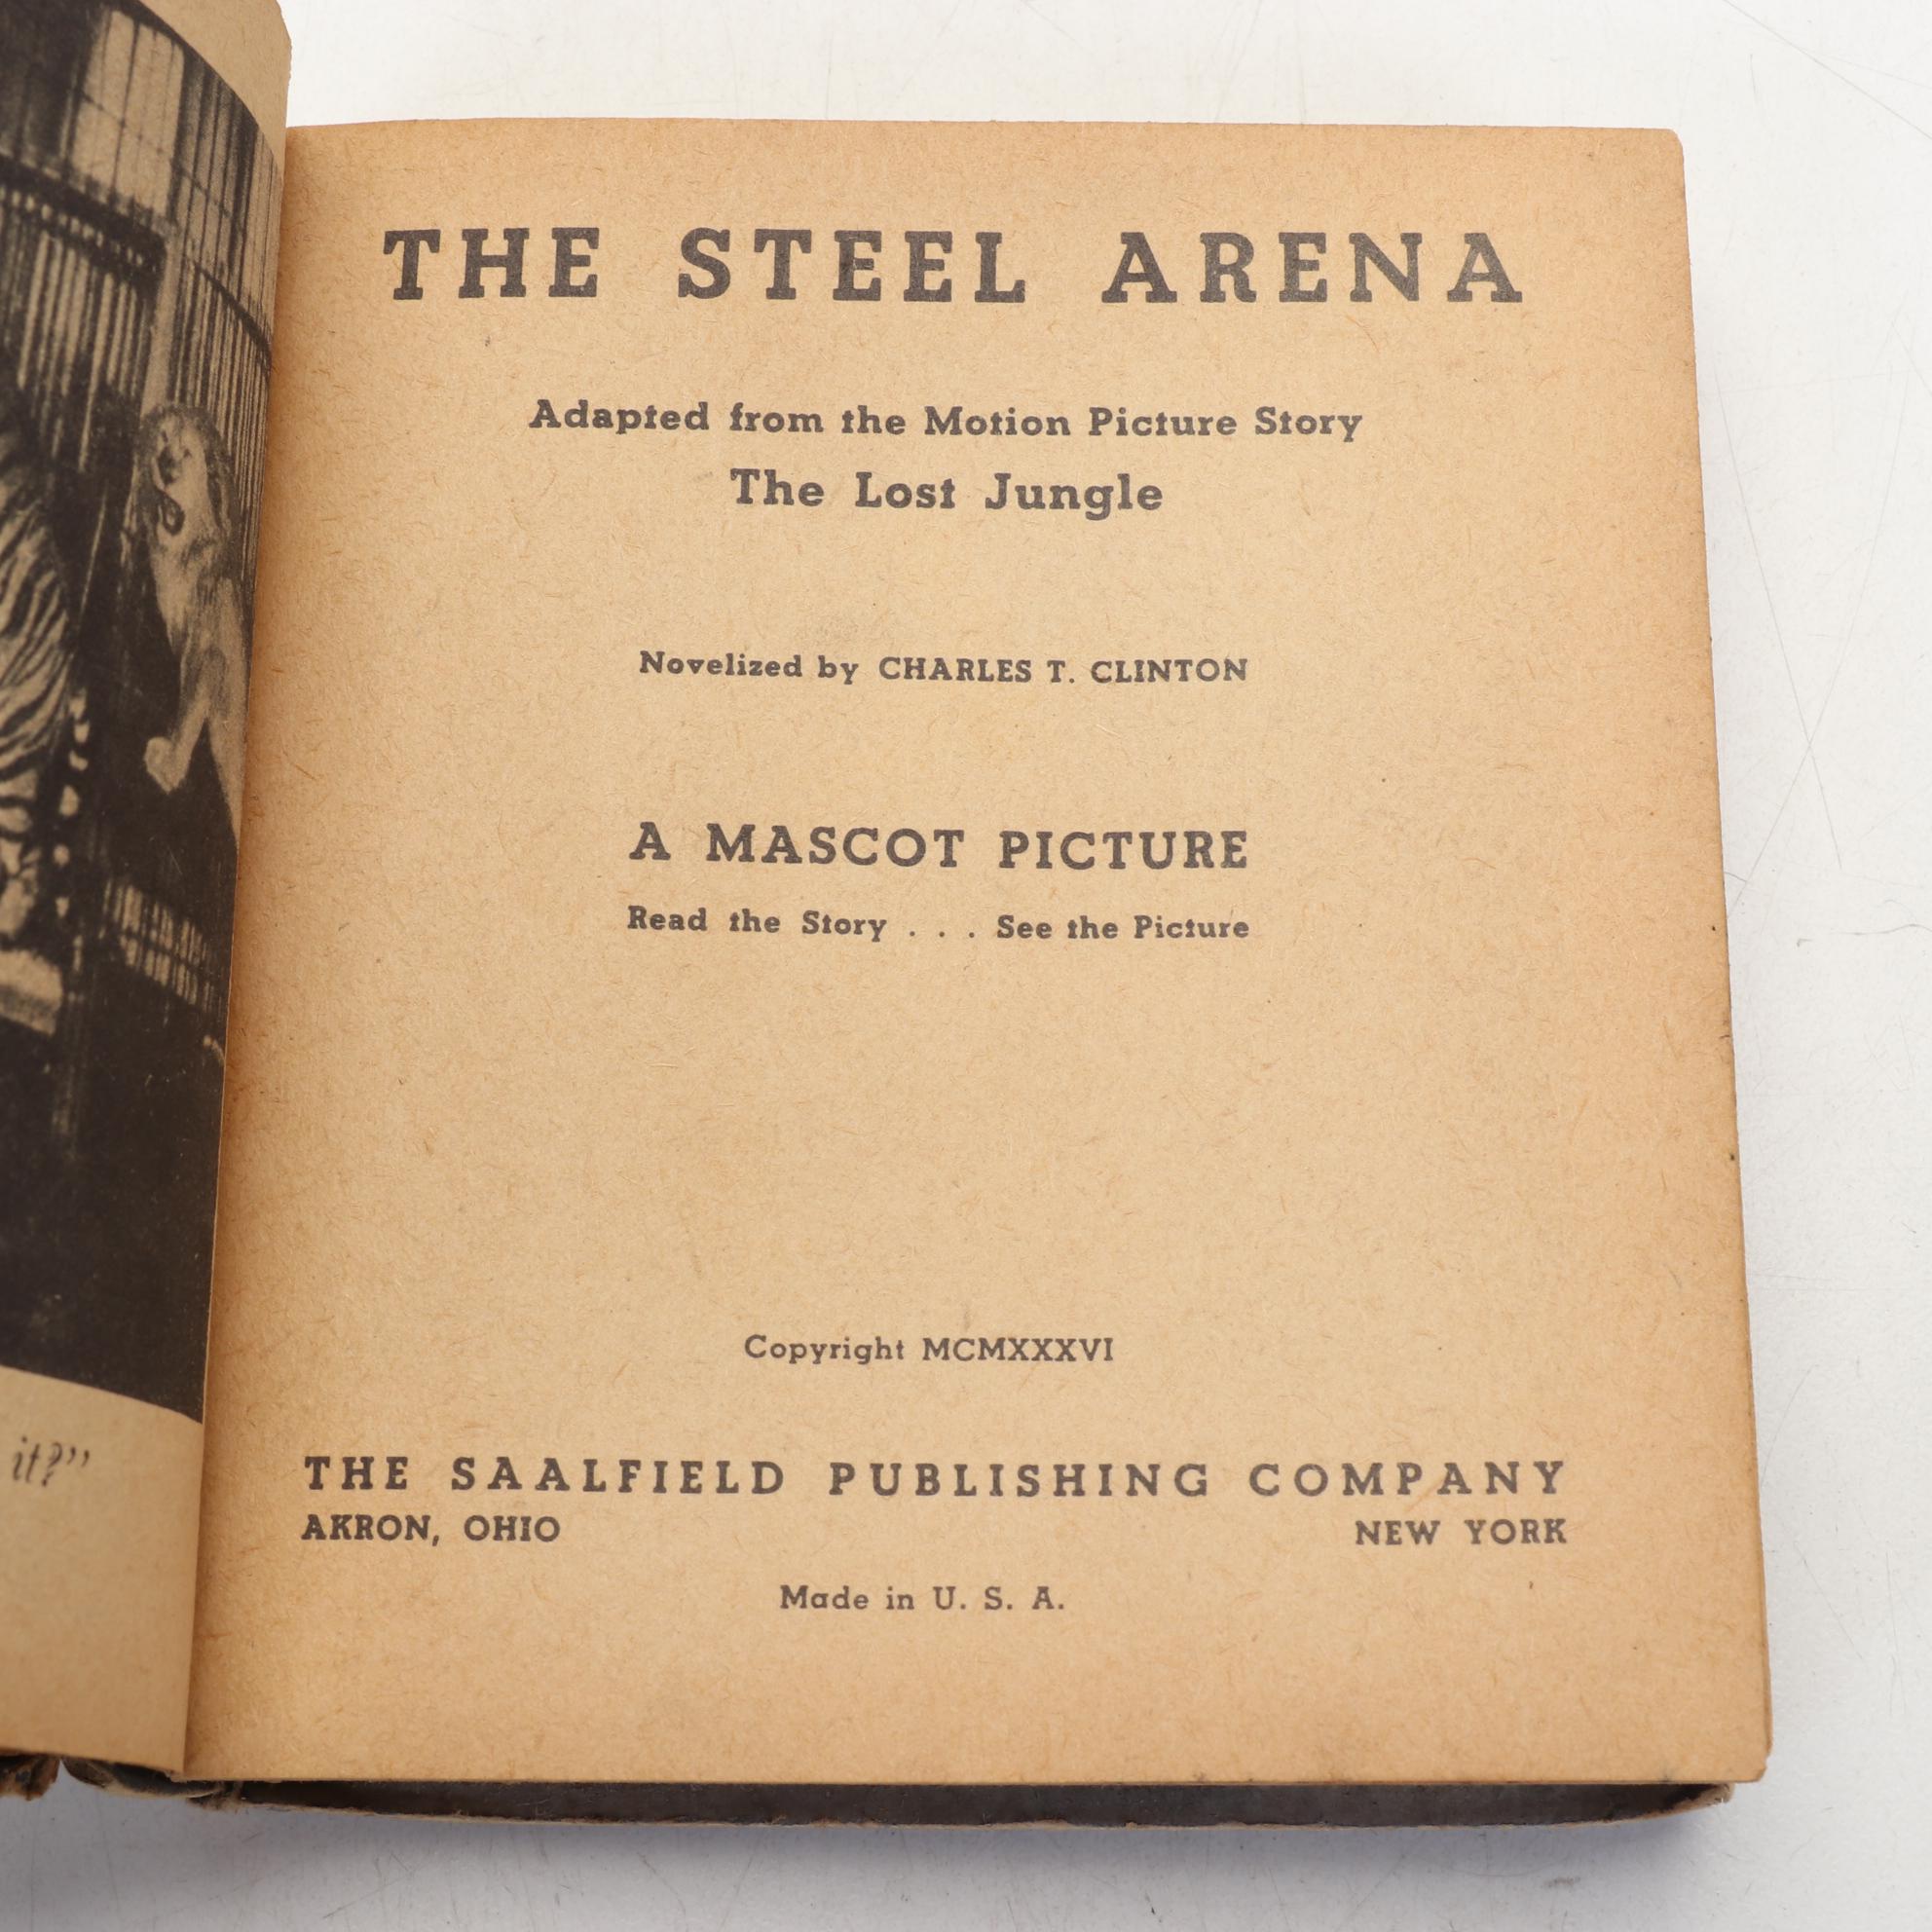 THE STEEL ARENA
Adapted from the Motion Picture Story
The Lost Jungle
Novelized by CHARLES T. CLINTON
A MASCOT PICTURE
Read the Story . . . See the Picture
Copyright MCMXXXVI
THE SAALFIELD PUBLISHING COMPANY
AKRON, OHIO NEW YORK
Made in U. S. A.
it?”